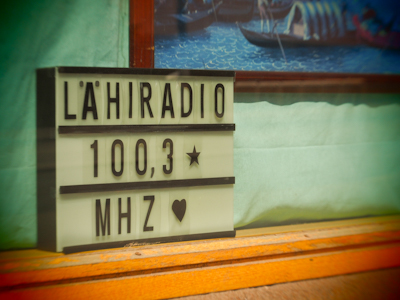 LÄHIRADIO
100,3 ★
MHZ ♥